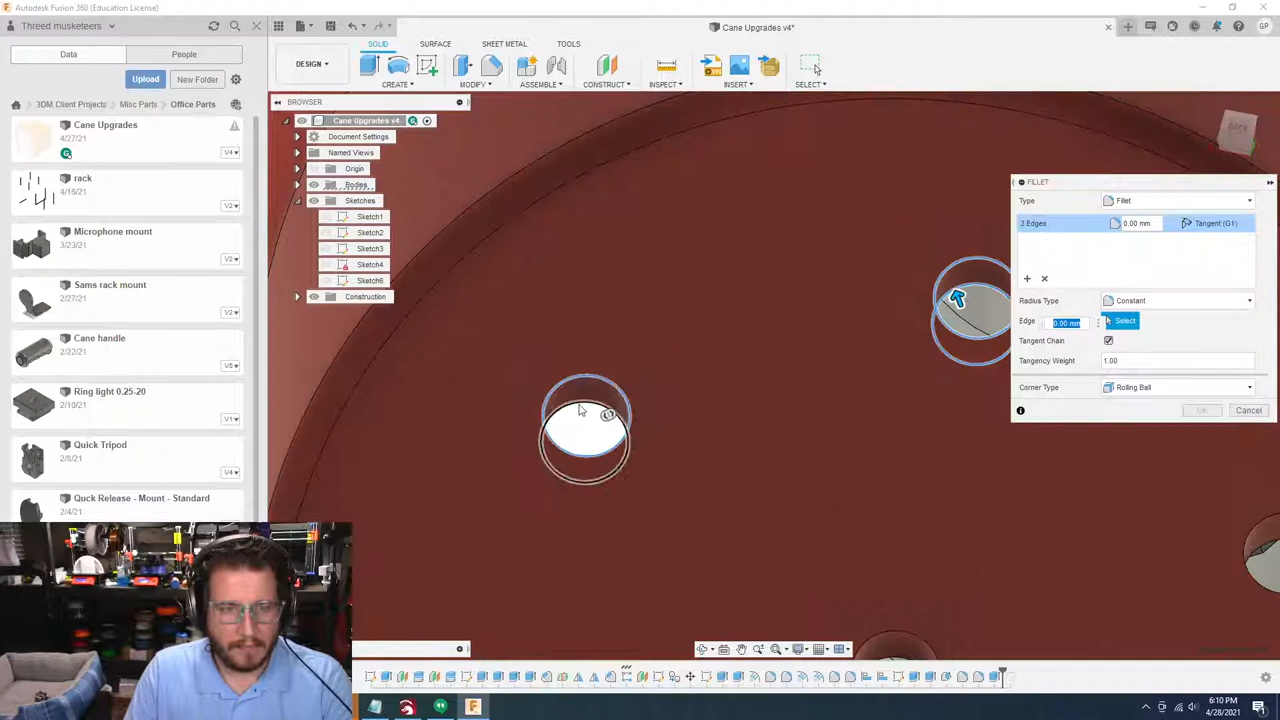 Autodesk Fusion 360 (Education License)
Threed musketeers
Cane Upgrades v4*
GP
Data
People
SOLID
SURFACE
SHEET METAL
TOOLS
DESIGN
CREATE
MODIFY
ASSEMBLE
CONSTRUCT
INSPECT
INSERT
SELECT
Upload
New Folder
3DM Client Projects
Misc Parts
Office Parts
BROWSER
Cane Upgrades
4/27/21
V4
rack
4/16/21
V2
Microphone mount
3/23/21
V2
Sams rack mount
2/27/21
V2
Cane handle
2/22/21
V5
Ring light 0.25-20
2/10/21
V1
Quick Tripod
2/8/21
V4
Quck Release - Mount - Standard
2/4/21
Cane Upgrades v4
Document Settings
Named Views
Origin
Bodies
Sketches
Sketch1
Sketch2
Sketch3
Sketch4
Sketch6
Construction
FILLET
Type
Fillet
3 Edges
0.00 mm
Tangent (G1)
Radius Type
Constant
Edge
0.00 mm
Select
Tangent Chain
Tangency Weight
1.00
Corner Type
Rolling Ball
OK
Cancel
6:10 PM
4/28/2021